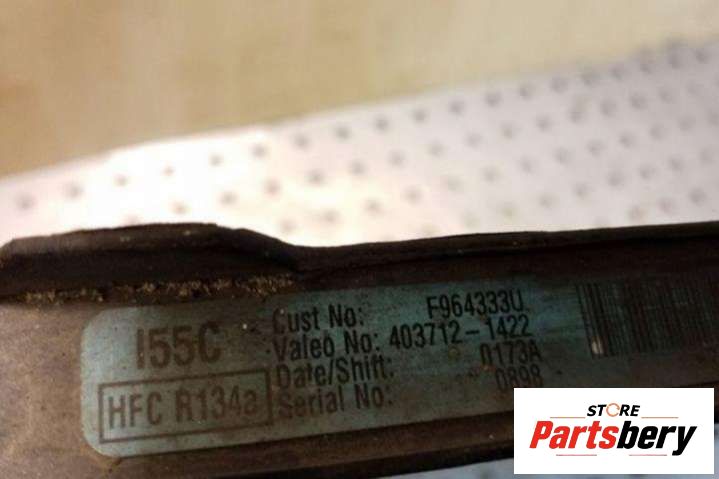 I55C
HFC R134a
Cust No: F964333U
Valeo No: 403712-1422
Date/Shift: 0173A
Serial No: 0898
STORE
Partsbery